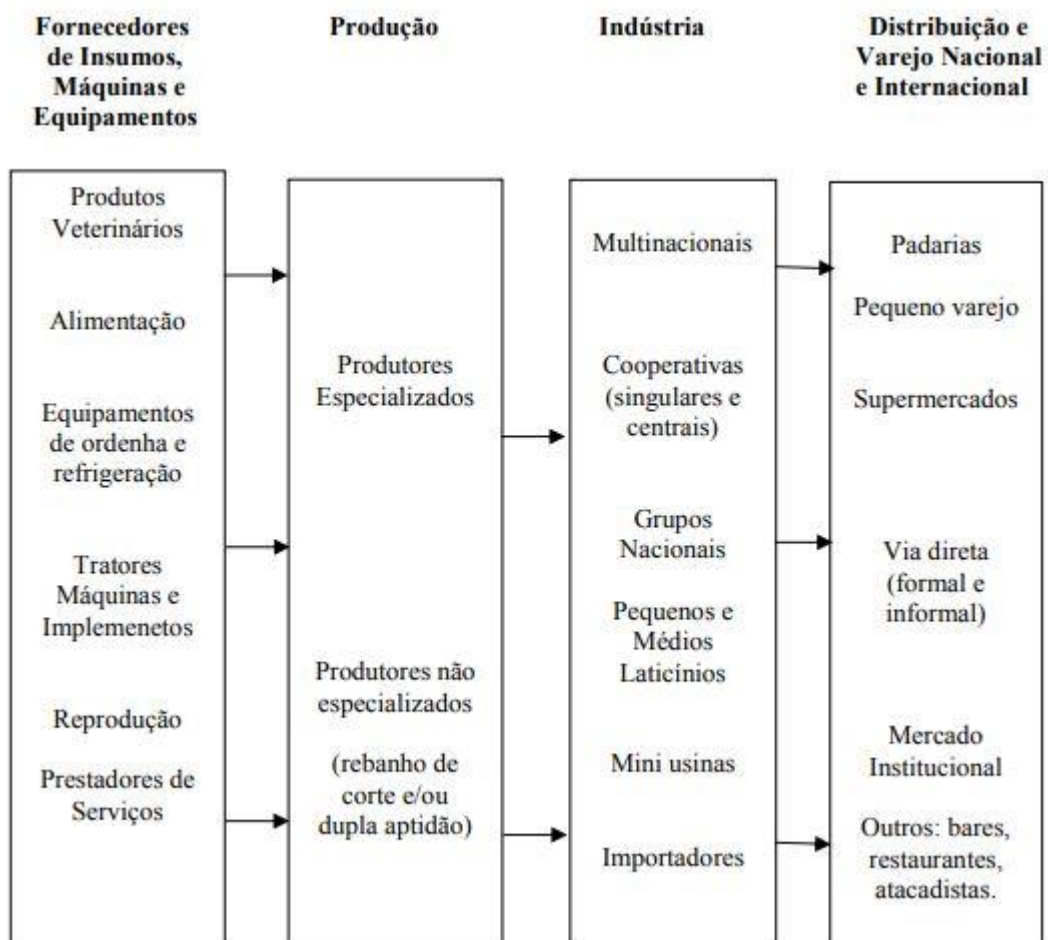 Fornecedores
de Insumos,
Máquinas e
Equipamentos
Produção
Indústria
Distribuição e
Varejo Nacional
e Internacional
Produtos
Veterinários
Alimentação
Equipamentos
de ordenha e
refrigeração
Tratores
Máquinas e
Implemenetos
Reprodução
Prestadores de
Serviços
Produtores
Especializados
Produtores não
especializados
(rebanho de
corte e/ou
dupla aptidão)
Multinacionais
Cooperativas
(singulares e
centrais)
Grupos
Nacionais
Pequenos e
Médios
Laticínios
Mini usinas
Importadores
Padarias
Pequeno varejo
Supermercados
Via direta
(formal e
informal)
Mercado
Institucional
Outros: bares,
restaurantes,
atacadistas.